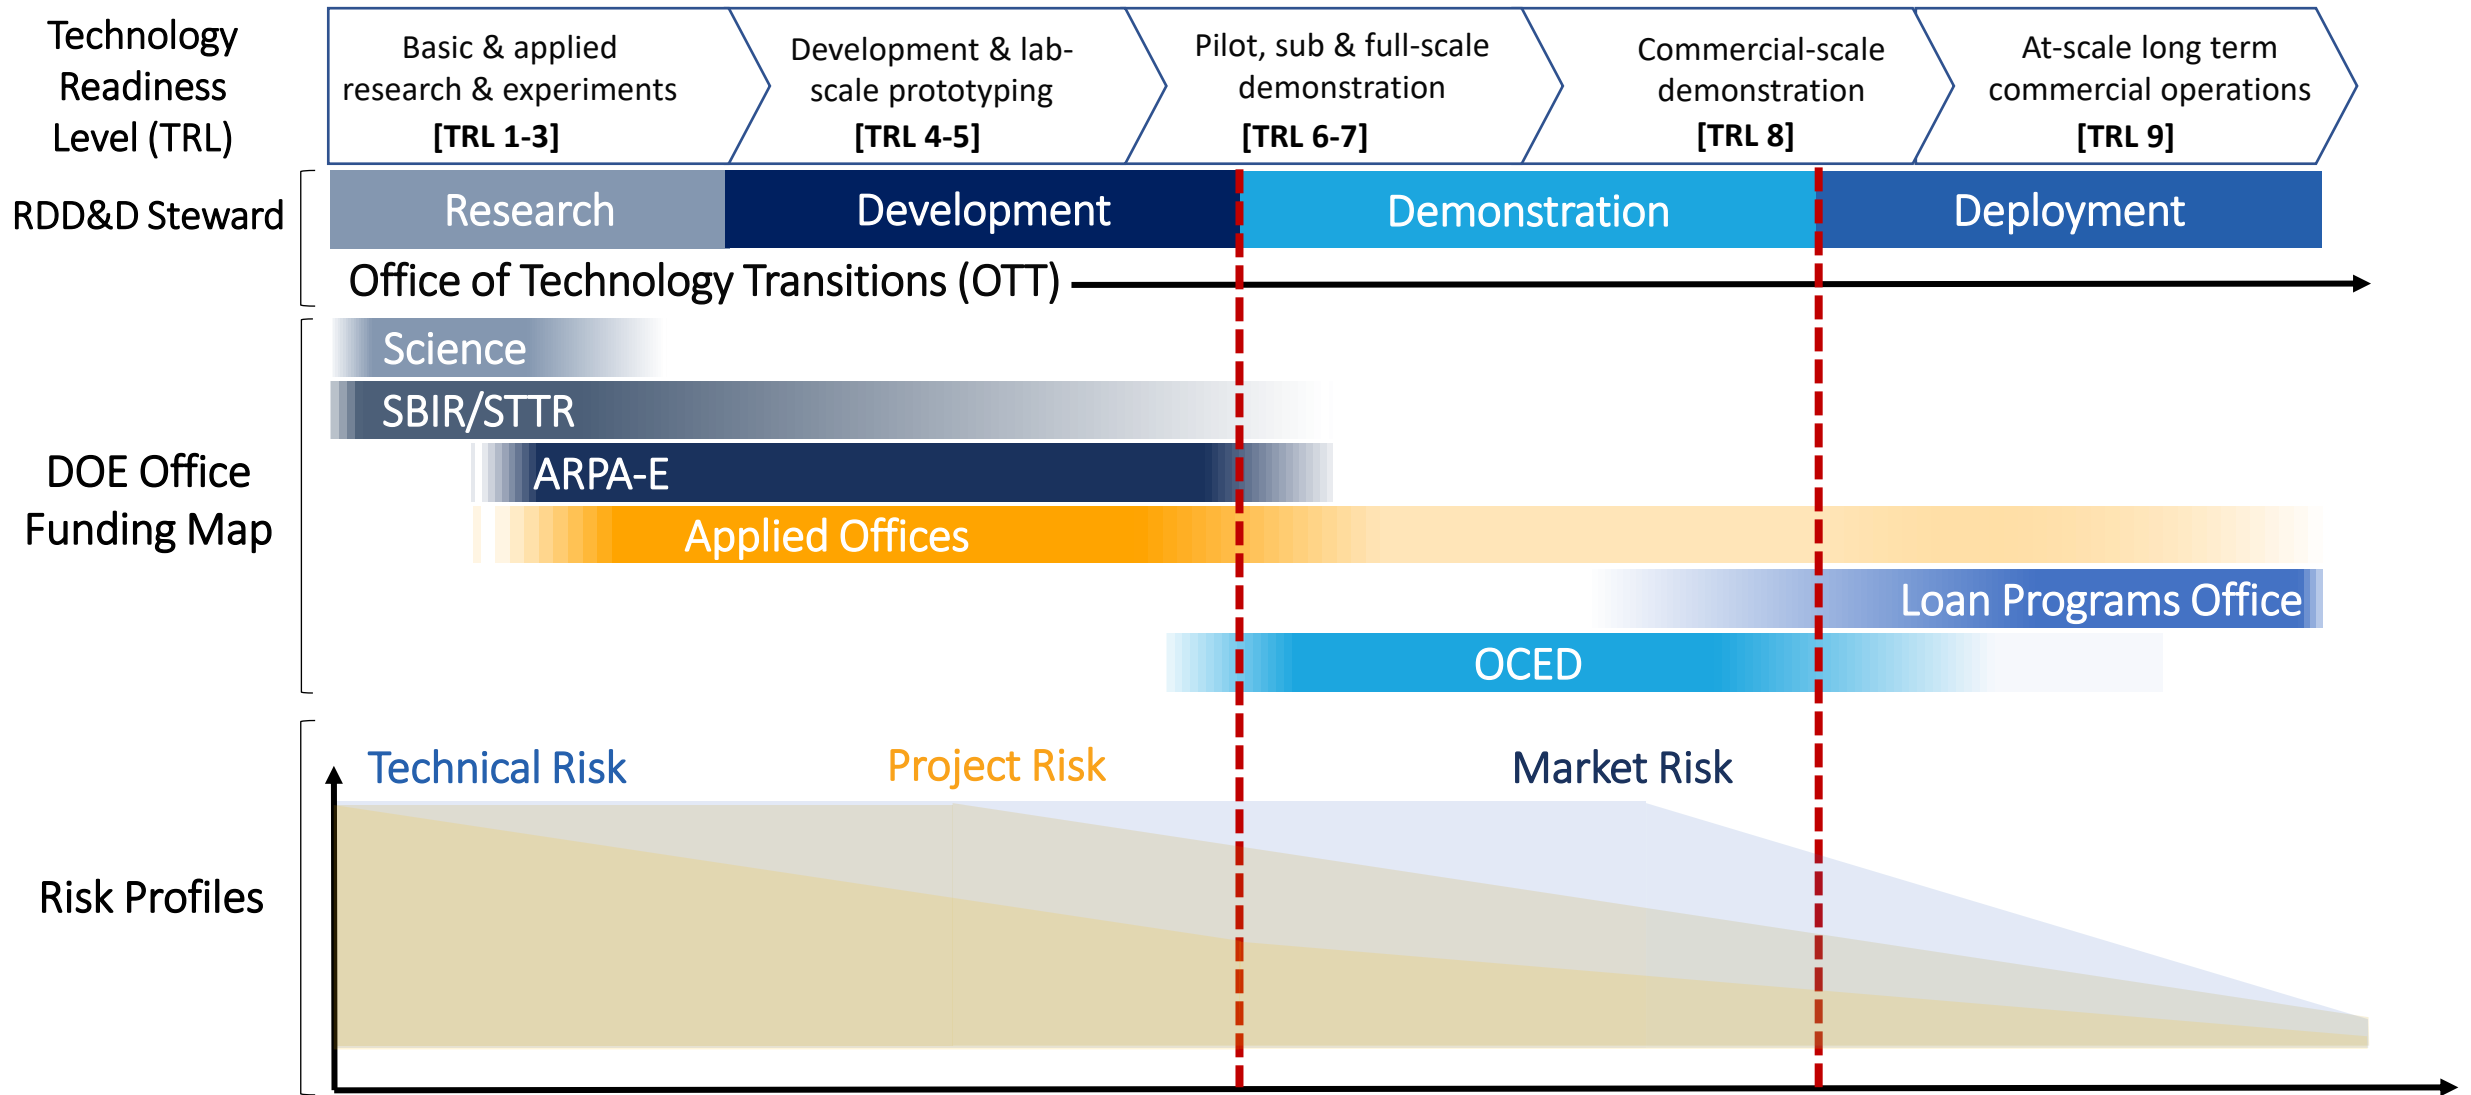 Technology
Readiness
Level (TRL)
Basic & applied
research & experiments
[TRL 1-3]
Development & lab-
scale prototyping
[TRL 4-5]
Pilot, sub & full-scale
demonstration
[TRL 6-7]
Commercial-scale
demonstration
[TRL 8]
At-scale long term
commercial operations
[TRL 9]
RDD&D Steward
Research
Development
Demonstration
Deployment
Office of Technology Transitions (OTT)
DOE Office
Funding Map
Science
SBIR/STTR
ARPA-E
Applied Offices
Loan Programs Office
OCED
Risk Profiles
Technical Risk
Project Risk
Market Risk